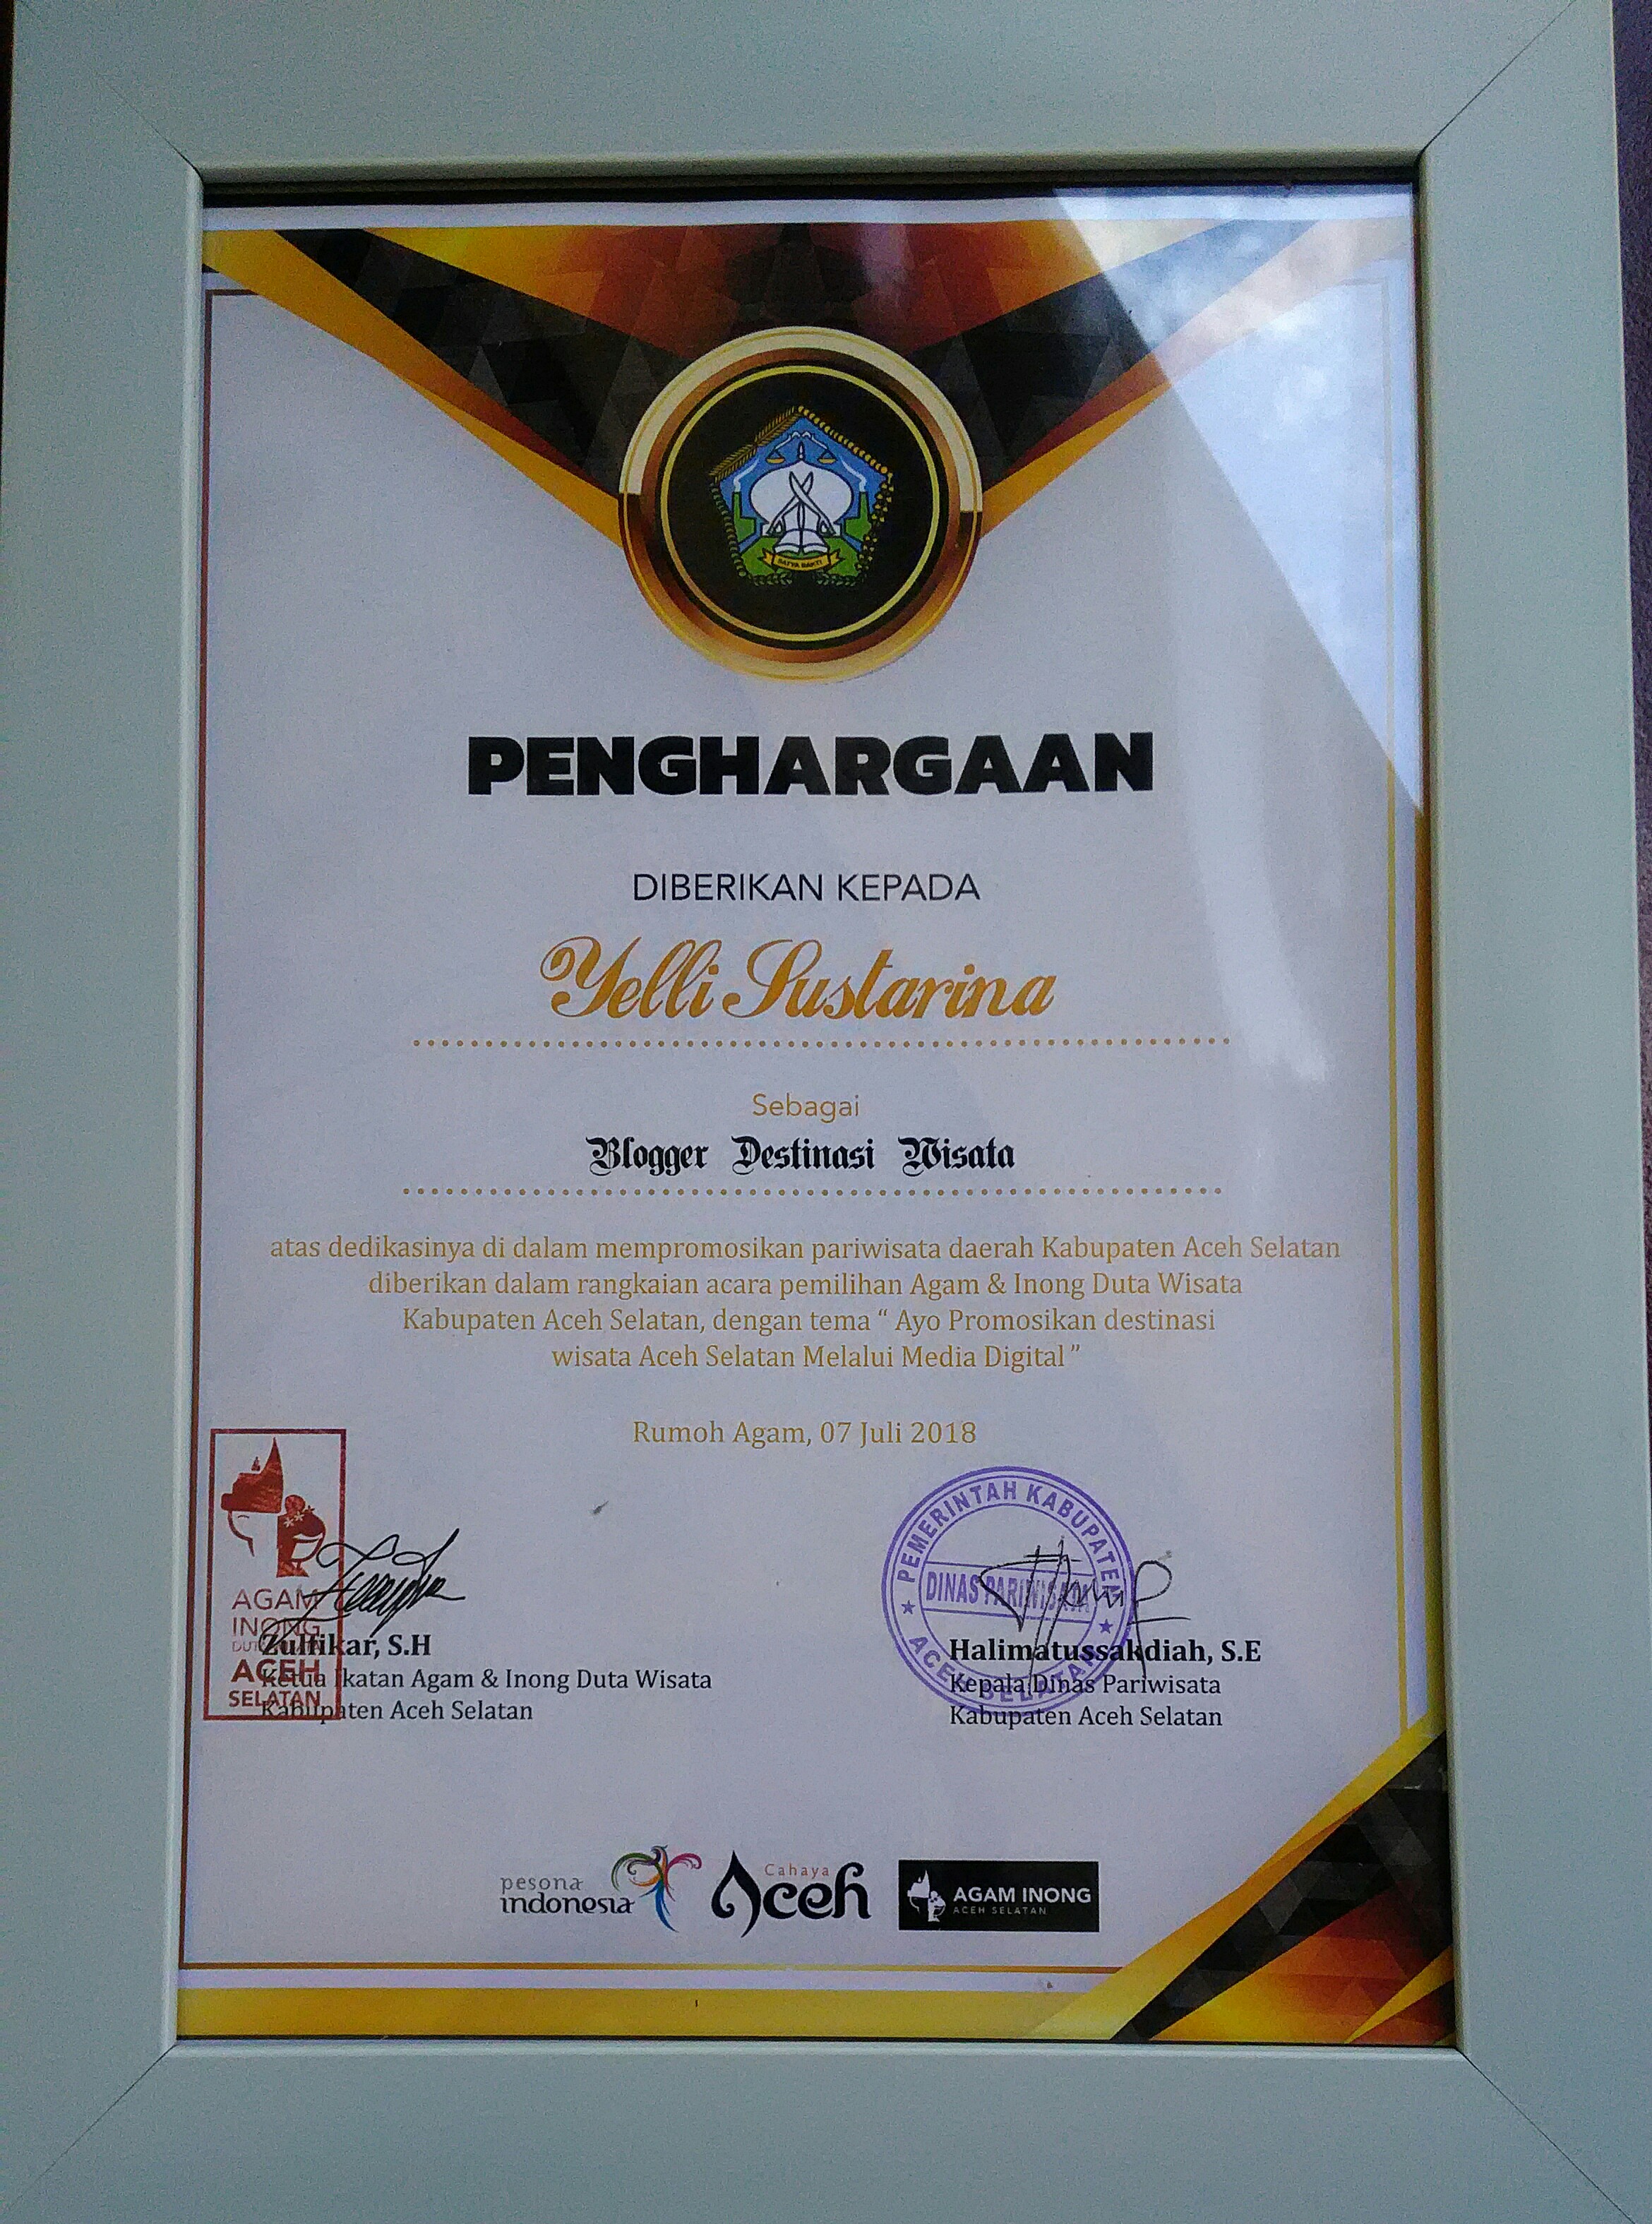 SATYA BAKTI
PENGHARGAAN
DIBERIKAN KEPADA
Yelli Sustarina
Sebagai
Blogger Destinasi Wisata
atas dedikasinya di dalam mempromosikan pariwisata daerah Kabupaten Aceh Selatan
diberikan dalam rangkaian acara pemilihan Agam & Inong Duta Wisata
Kabupaten Aceh Selatan, dengan tema “ Ayo Promosikan destinasi
wisata Aceh Selatan Melalui Media Digital ”
Rumoh Agam, 07 Juli 2018
AGAM
INONG
ACEH
SELATAN
Zulfikar, S.H
Ketua Ikatan Agam & Inong Duta Wisata
Kabupaten Aceh Selatan
PEMERINTAH KABUPATEN
DINAS PARIWISATA
ACEH SELATAN
Halimatussakdiah, S.E
Kepala Dinas Pariwisata
Kabupaten Aceh Selatan
pesona
indonesia
Cahaya
Aceh
AGAM INONG
ACEH SELATAN